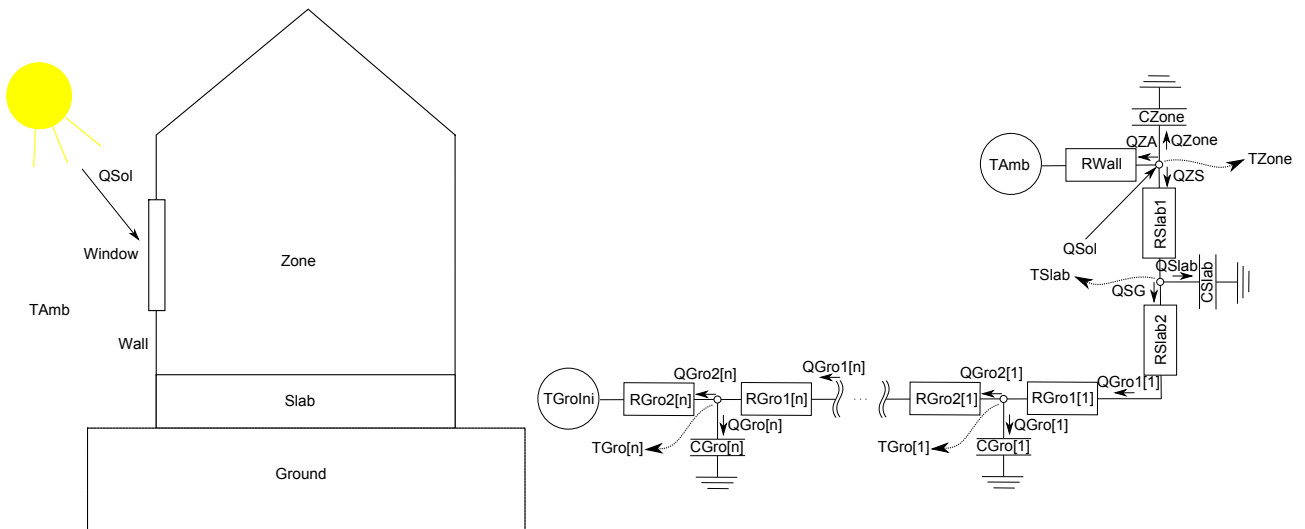 QSol
Window
Zone
TAmb
Wall
Slab
Ground
CZone
QZA
QZone
TAmb
RWall
TZone
QZS
RSlab1
QSol
TSlab
QSlab
CSlab
QSG
RSlab2
QGro1[n]
QGro2[n]
QGro2[1]
QGro1[1]
TGroIni
RGro2[n]
RGro1[n]
...
RGro2[1]
RGro1[1]
QGro[n]
QGro[1]
TGro[n]
CGro[n]
TGro[1]
CGro[1]